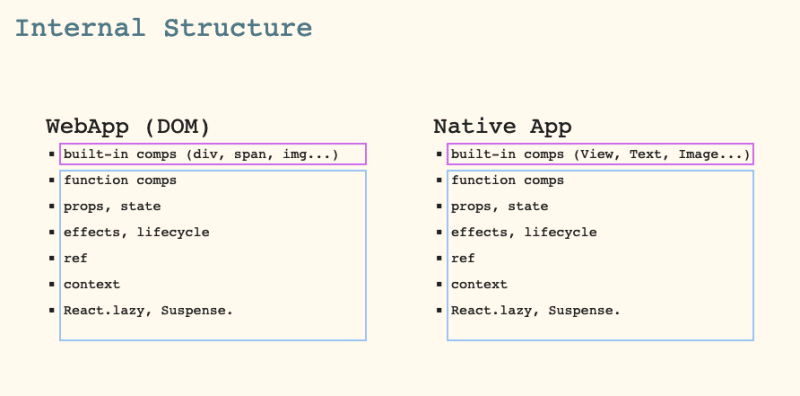 Internal Structure
WebApp (DOM)
▪ built-in comps (div, span, img...)
▪ function comps
▪ props, state
▪ effects, lifecycle
▪ ref
▪ context
▪ React.lazy, Suspense.
Native App
▪ built-in comps (View, Text, Image...)
▪ function comps
▪ props, state
▪ effects, lifecycle
▪ ref
▪ context
▪ React.lazy, Suspense.